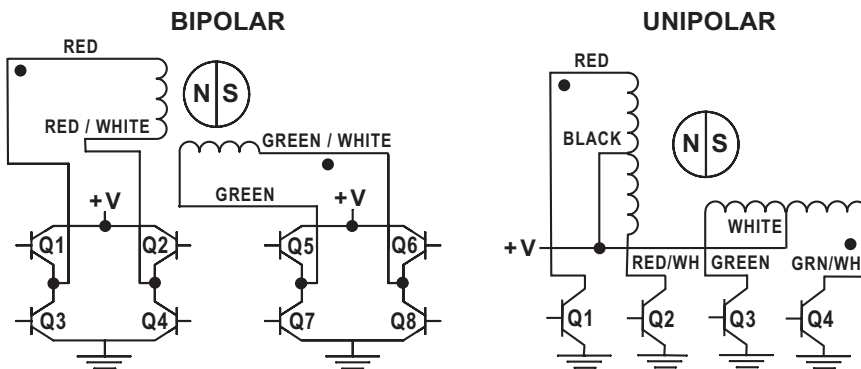 BIPOLAR
RED
N S
RED / WHITE
GREEN / WHITE
GREEN
+V
+V
Q1
Q2
Q5
Q6
Q3
Q4
Q7
Q8
UNIPOLAR
RED
BLACK
N S
WHITE
+V
RED/WH
GREEN
GRN/WH
Q1
Q2
Q3
Q4